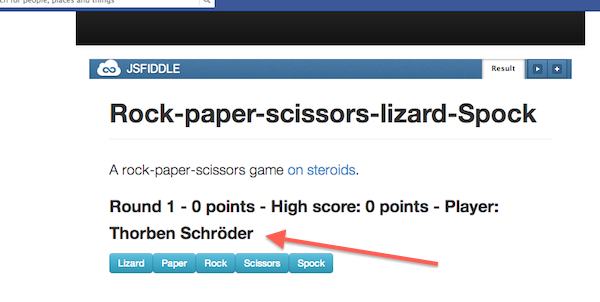 for people, places and things
JSFIDDLE
Result
Rock-paper-scissors-lizard-Spock
A rock-paper-scissors game on steroids.
Round 1 - 0 points - High score: 0 points - Player:
Thorben Schröder
Lizard Paper Rock Scissors Spock